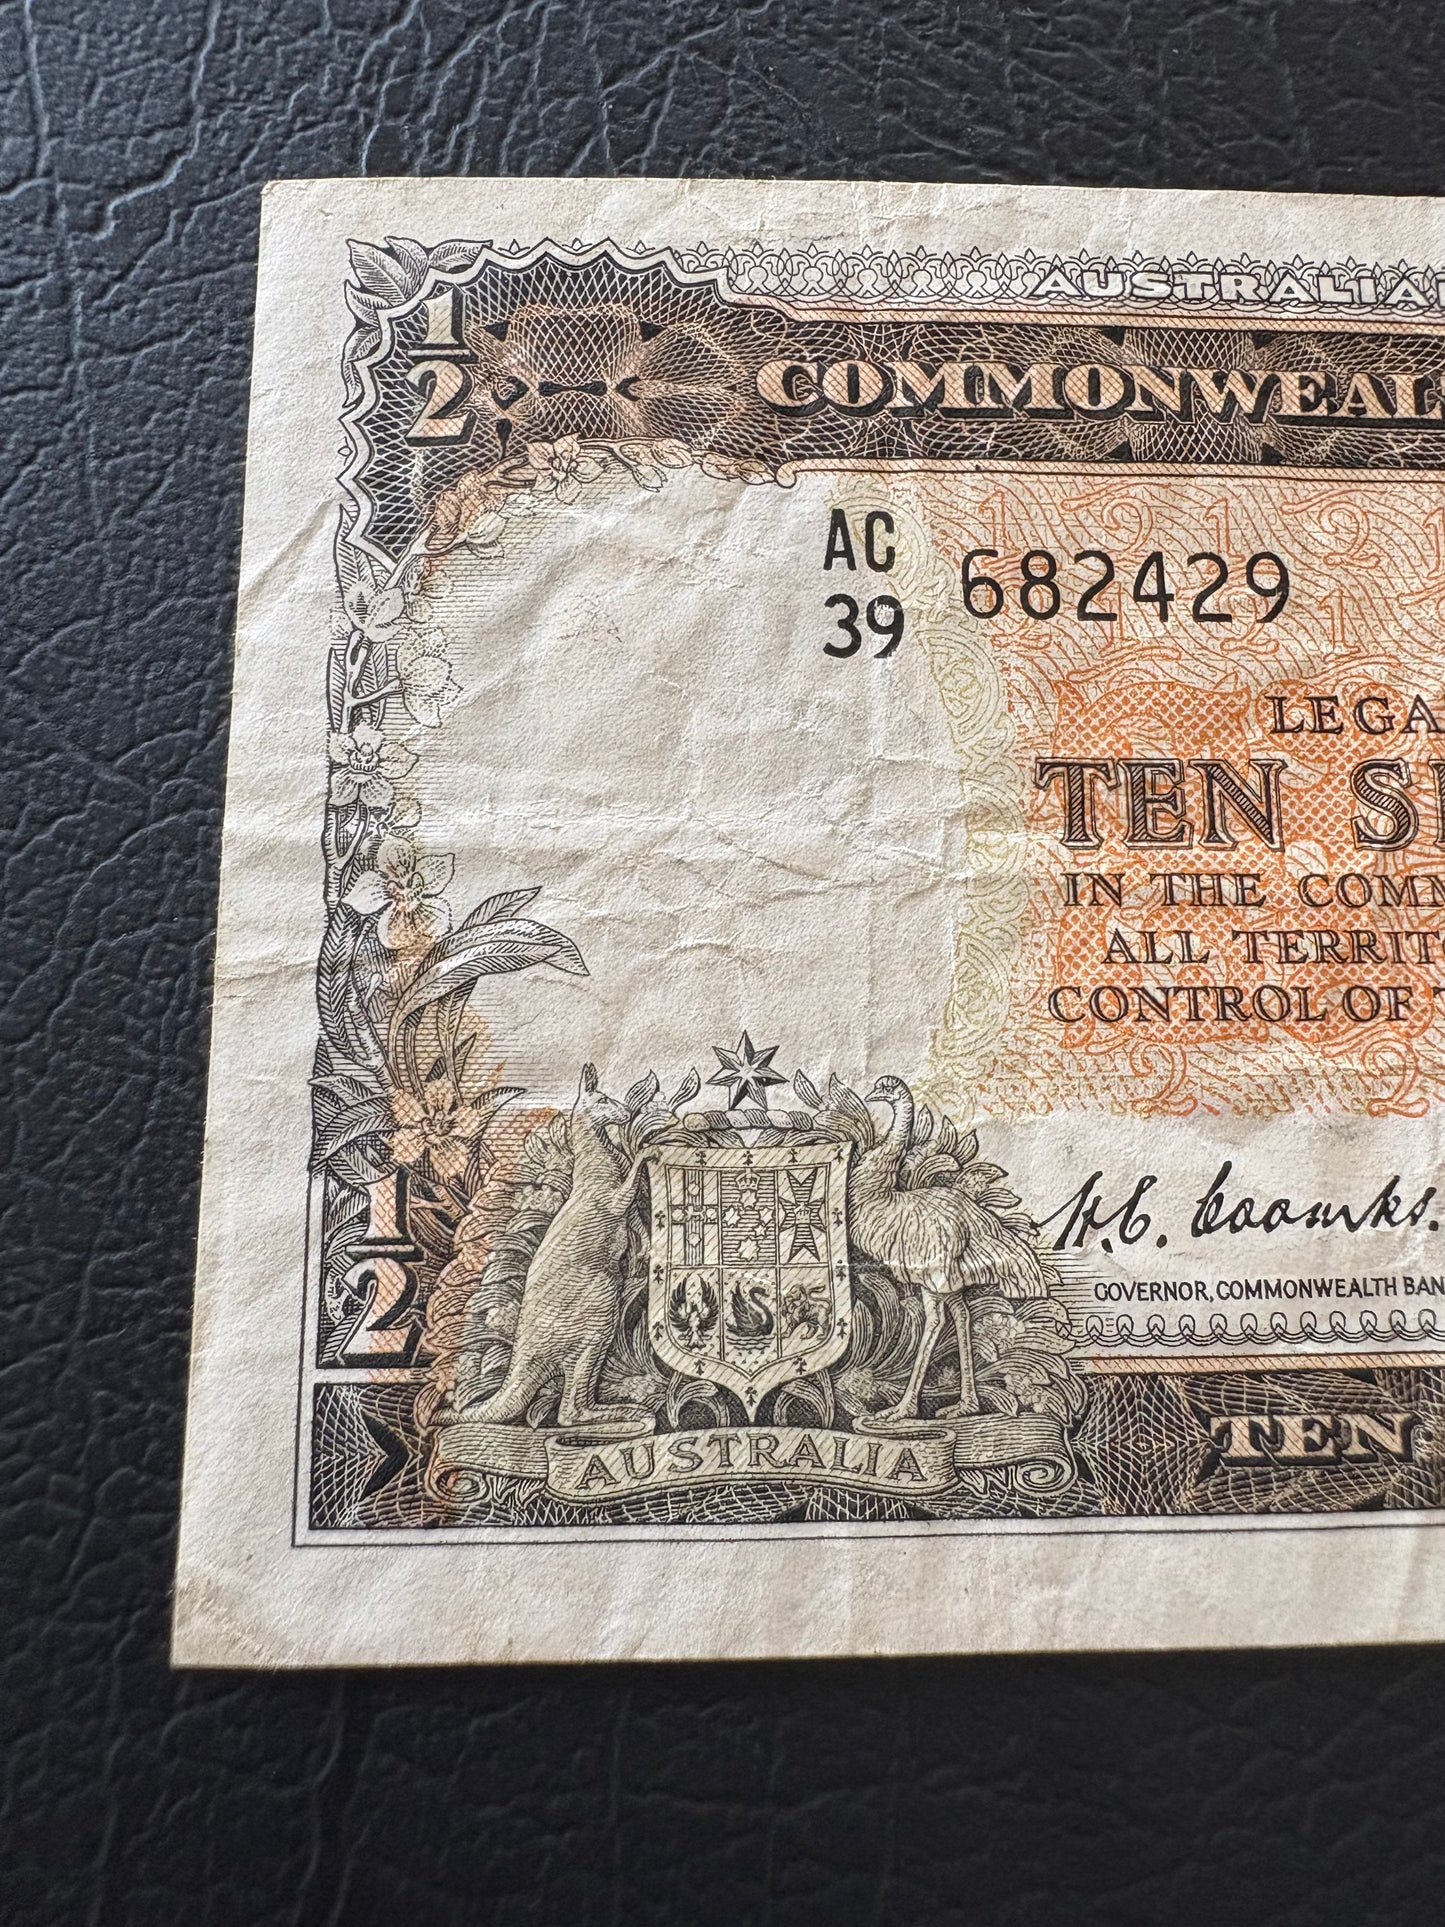 AUSTRALIA
1/2
COMMONWEAL
AC
39
682429
LEGA
TEN S
IN THE COMM
ALL TERRIT
CONTROL OF T
H.C. Coombs.
GOVERNOR, COMMONWEALTH BAN
1/2
AUSTRALIA
TEN